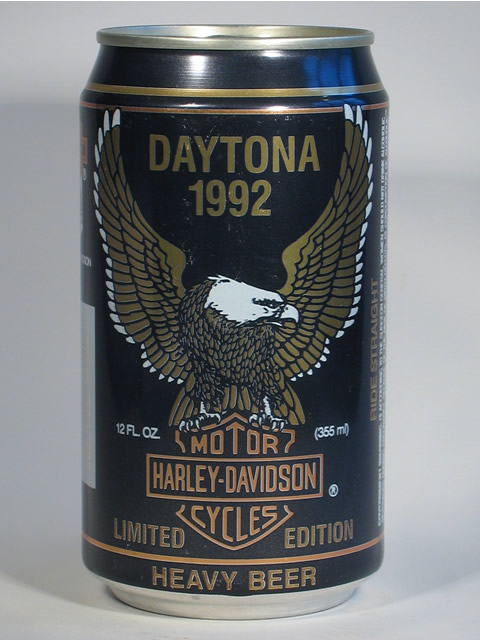 DAYTONA
1992
12 FL. OZ.
(355 ml)
MOTOR
HARLEY-DAVIDSON
®
CYCLES
LIMITED EDITION
HEAVY BEER
RIDE STRAIGHT